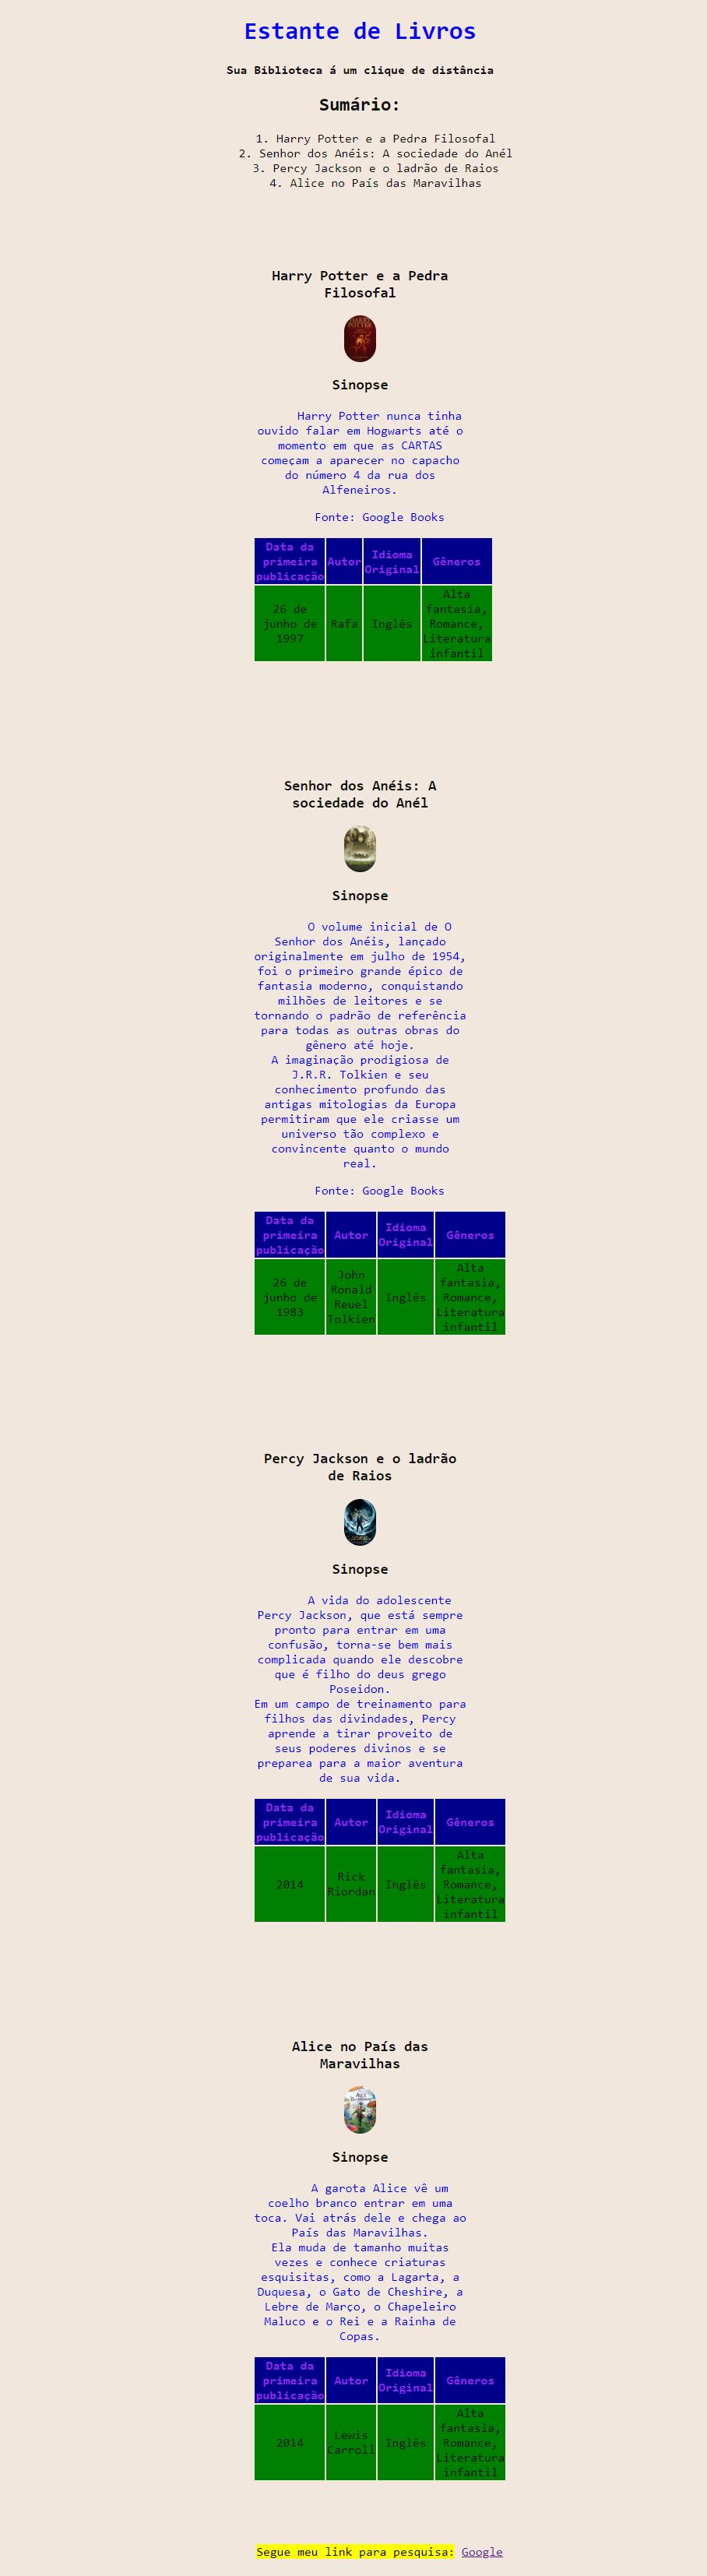 Estante de Livros
Sua Biblioteca á um clique de distância
Sumário:
1. Harry Potter e a Pedra Filosofal
2. Senhor dos Anéis: A sociedade do Anél
3. Percy Jackson e o ladrão de Raios
4. Alice no País das Maravilhas
Harry Potter e a Pedra
Filosofal
HARRY
POTTER
Sinopse
Harry Potter nunca tinha
ouvido falar em Hogwarts até o
momento em que as CARTAS
começam a aparecer no capacho
do número 4 da rua dos
Alfeneiros.
Fonte: Google Books
Data da
primeira
publicação
Autor
Idioma
Original
Gêneros
26 de
junho de
1997
Rafa
Inglês
Alta
fantasia,
Romance,
Literatura
infantil
Senhor dos Anéis: A
sociedade do Anél
Sinopse
O volume inicial de O
Senhor dos Anéis, lançado
originalmente em julho de 1954,
foi o primeiro grande épico de
fantasia moderno, conquistando
milhões de leitores e se
tornando o padrão de referência
para todas as outras obras do
gênero até hoje.
A imaginação prodigiosa de
J.R.R. Tolkien e seu
conhecimento profundo das
antigas mitologias da Europa
permitiram que ele criasse um
universo tão complexo e
convincente quanto o mundo
real.
Fonte: Google Books
Data da
primeira
publicação
Autor
Idioma
Original
Gêneros
26 de
junho de
1983
John
Ronald
Reuel
Tolkien
Inglês
Alta
fantasia,
Romance,
Literatura
infantil
Percy Jackson e o ladrão
de Raios
Sinopse
A vida do adolescente
Percy Jackson, que está sempre
pronto para entrar em uma
confusão, torna-se bem mais
complicada quando ele descobre
que é filho do deus grego
Poseidon.
Em um campo de treinamento para
filhos das divindades, Percy
aprende a tirar proveito de
seus poderes divinos e se
preparea para a maior aventura
de sua vida.
Data da
primeira
publicação
Autor
Idioma
Original
Gêneros
2014
Rick
Riordan
Inglês
Alta
fantasia,
Romance,
Literatura
infantil
Alice no País das
Maravilhas
Sinopse
A garota Alice vê um
coelho branco entrar em uma
toca. Vai atrás dele e chega ao
País das Maravilhas.
Ela muda de tamanho muitas
vezes e conhece criaturas
esquisitas, como a Lagarta, a
Duquesa, o Gato de Cheshire, a
Lebre de Março, o Chapeleiro
Maluco e o Rei e a Rainha de
Copas.
Data da
primeira
publicação
Autor
Idioma
Original
Gêneros
2014
Lewis
Carroll
Inglês
Alta
fantasia,
Romance,
Literatura
infantil
Segue meu link para pesquisa: Google